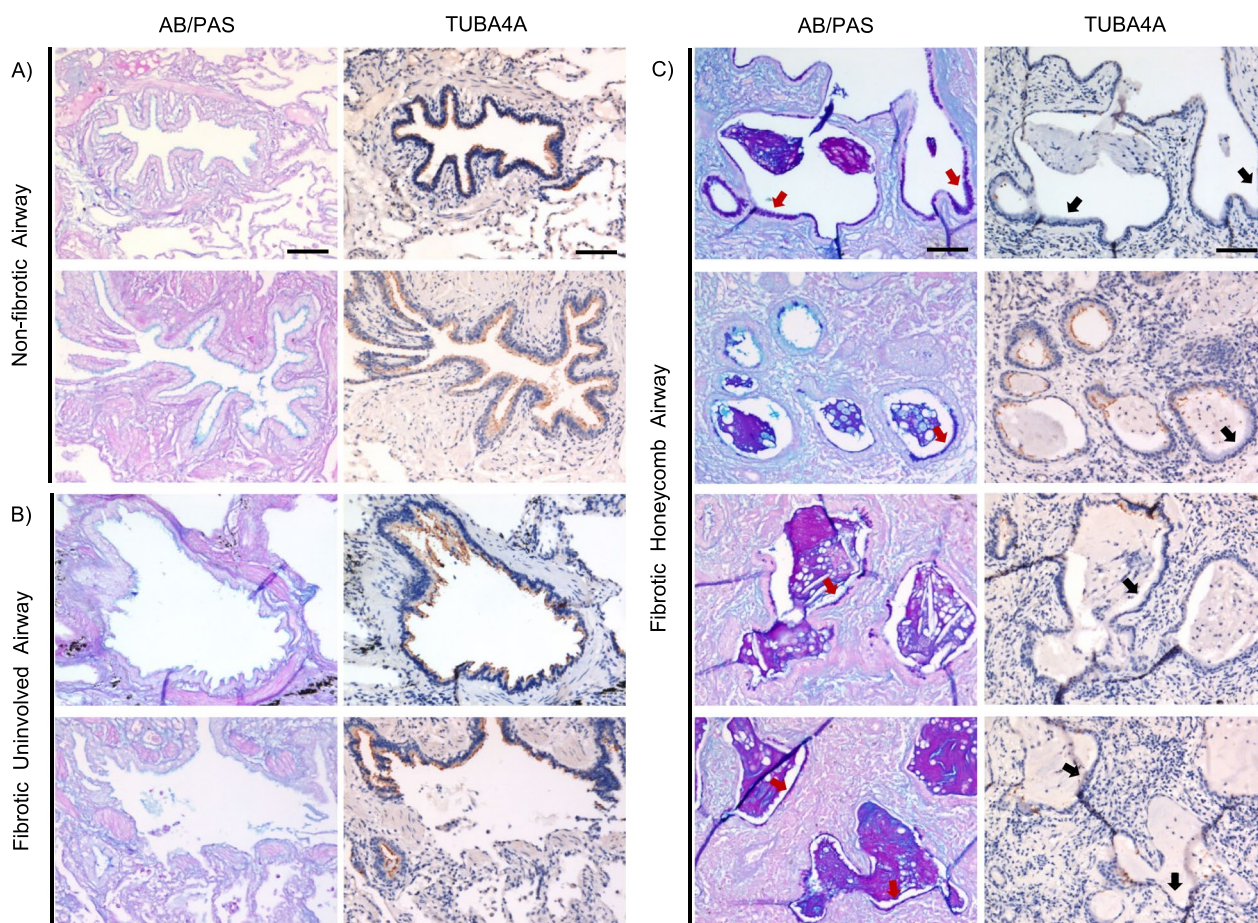 AB/PAS
TUBA4A
AB/PAS
TUBA4A
A)
Non-fibrotic Airway
B)
Fibrotic Uninvolved Airway
C)
Fibrotic Honeycomb Airway